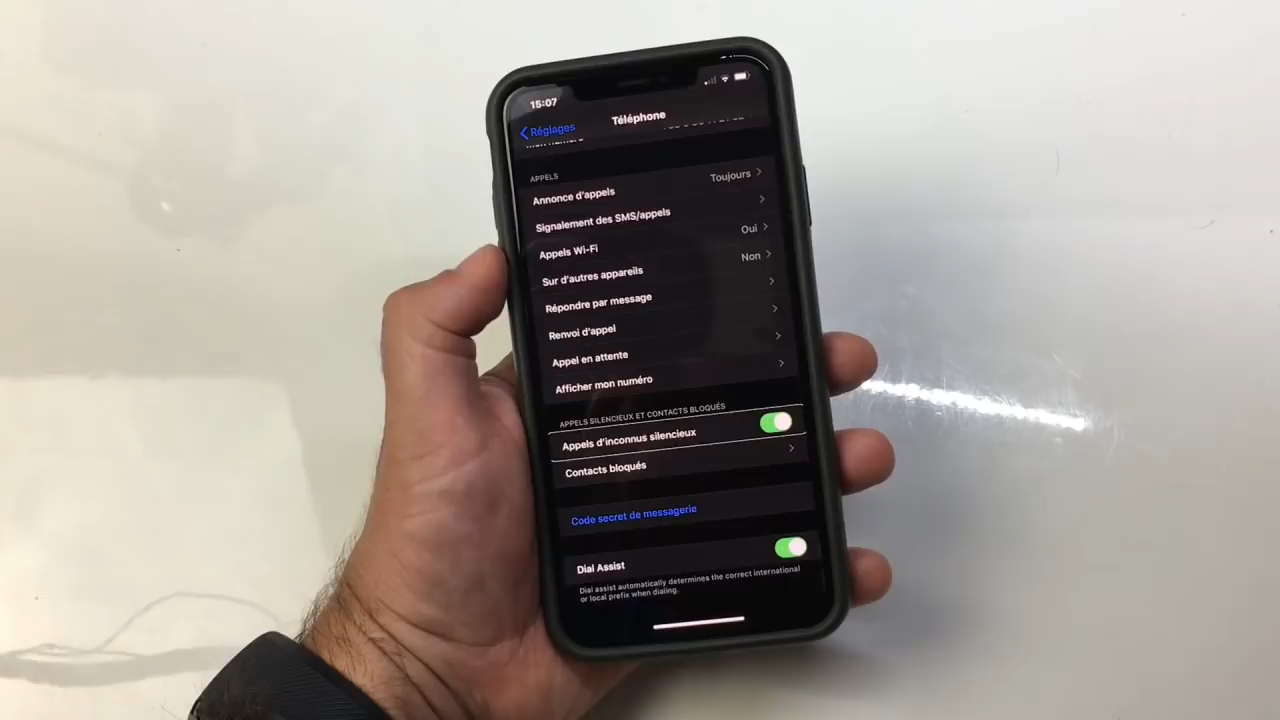 15:07
Réglages
Téléphone
APPELS
Annonce d'appels Toujours
Signalement des SMS/appels
Appels Wi-Fi Oui
Sur d'autres appareils Non
Répondre par message
Renvoi d'appel
Appel en attente
Afficher mon numéro
APPELS SILENCIEUX ET CONTACTS BLOQUÉS
Appels d'inconnus silencieux
Contacts bloqués
Code secret de messagerie
Dial Assist
Dial assist automatically determines the correct international
or local prefix when dialing.